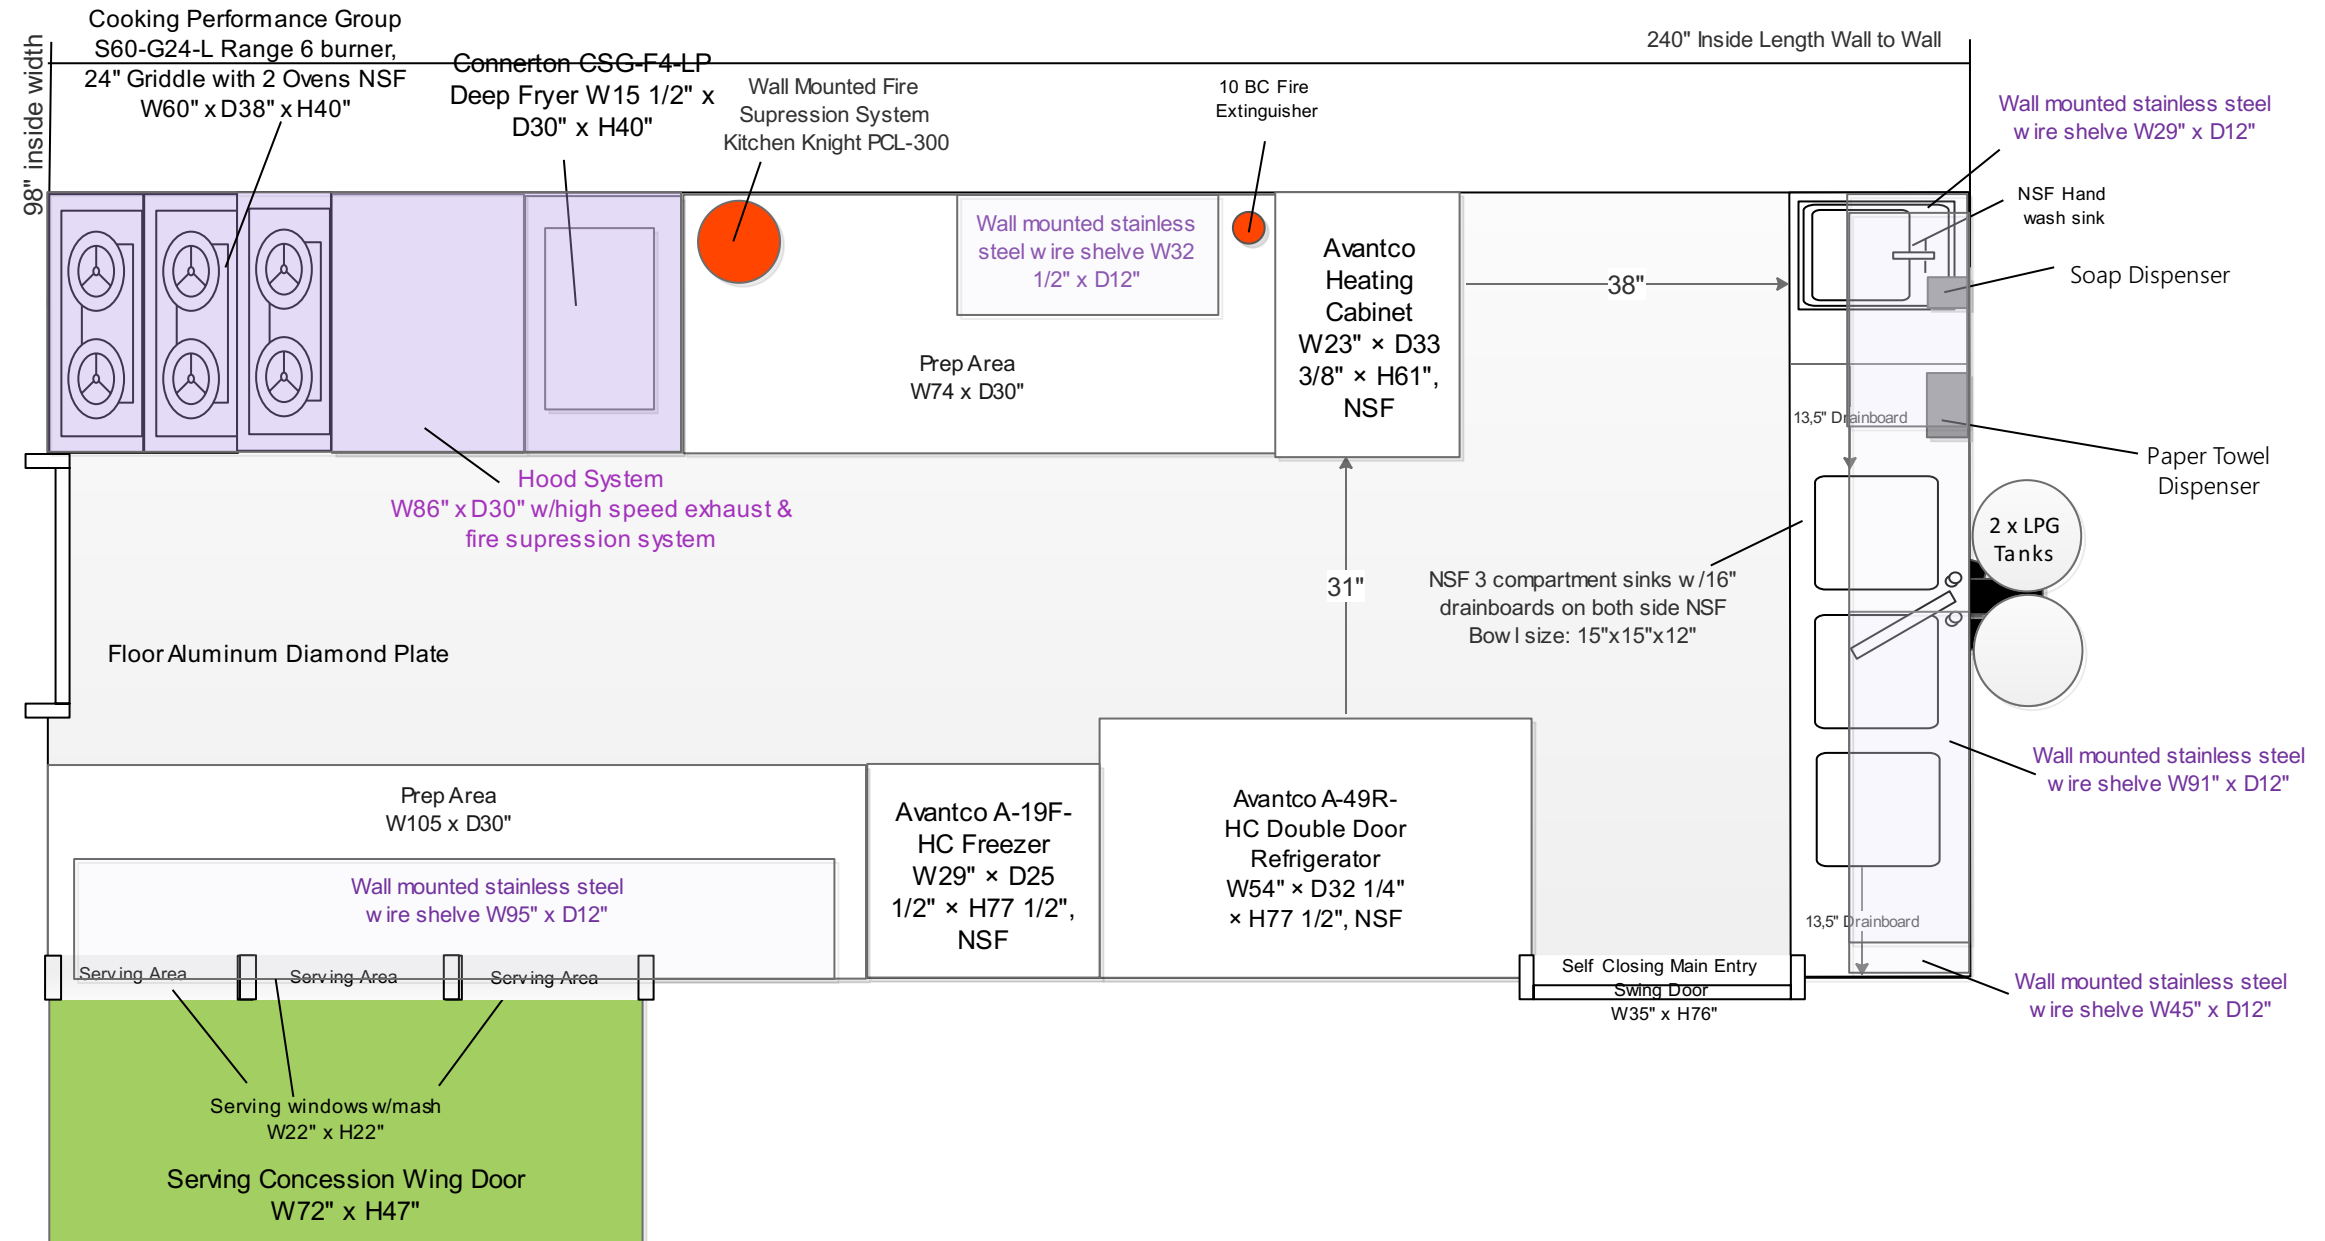 Cooking Performance Group
S60-G24-L Range 6 burner,
24" Griddle with 2 Ovens NSF
W60" x D38" x H40"
98" inside width
Connerton CSG-F4-LP
Deep Fryer W15 1/2" x
D30" x H40"
Wall Mounted Fire
Supression System
Kitchen Knight PCL-300
10 BC Fire
Extinguisher
240" Inside Length Wall to Wall
Wall mounted stainless steel
wire shelve W29" x D12"
NSF Hand
wash sink
Soap Dispenser
Wall mounted stainless
steel wire shelve W32
1/2" x D12"
Avantco
Heating
Cabinet
W23" × D33
3/8" × H61",
NSF
38"
Prep Area
W74 x D30"
13,5" Drainboard
Paper Towel
Dispenser
Hood System
W86" x D30" w/high speed exhaust &
fire supression system
2 x LPG
Tanks
31"
NSF 3 compartment sinks w/16"
drainboards on both side NSF
Bowl size: 15"x15"x12"
Floor Aluminum Diamond Plate
Wall mounted stainless steel
wire shelve W91" x D12"
Prep Area
W105 x D30"
Avantco A-19F-
HC Freezer
W29" × D25
1/2" × H77 1/2",
NSF
Avantco A-49R-
HC Double Door
Refrigerator
W54" × D32 1/4"
× H77 1/2", NSF
Wall mounted stainless steel
wire shelve W95" x D12"
13,5" Drainboard
Serving Area
Serving Area
Serving Area
Self Closing Main Entry
Swing Door
W35" x H76"
Wall mounted stainless steel
wire shelve W45" x D12"
Serving windows w/mash
W22" x H22"
Serving Concession Wing Door
W72" x H47"